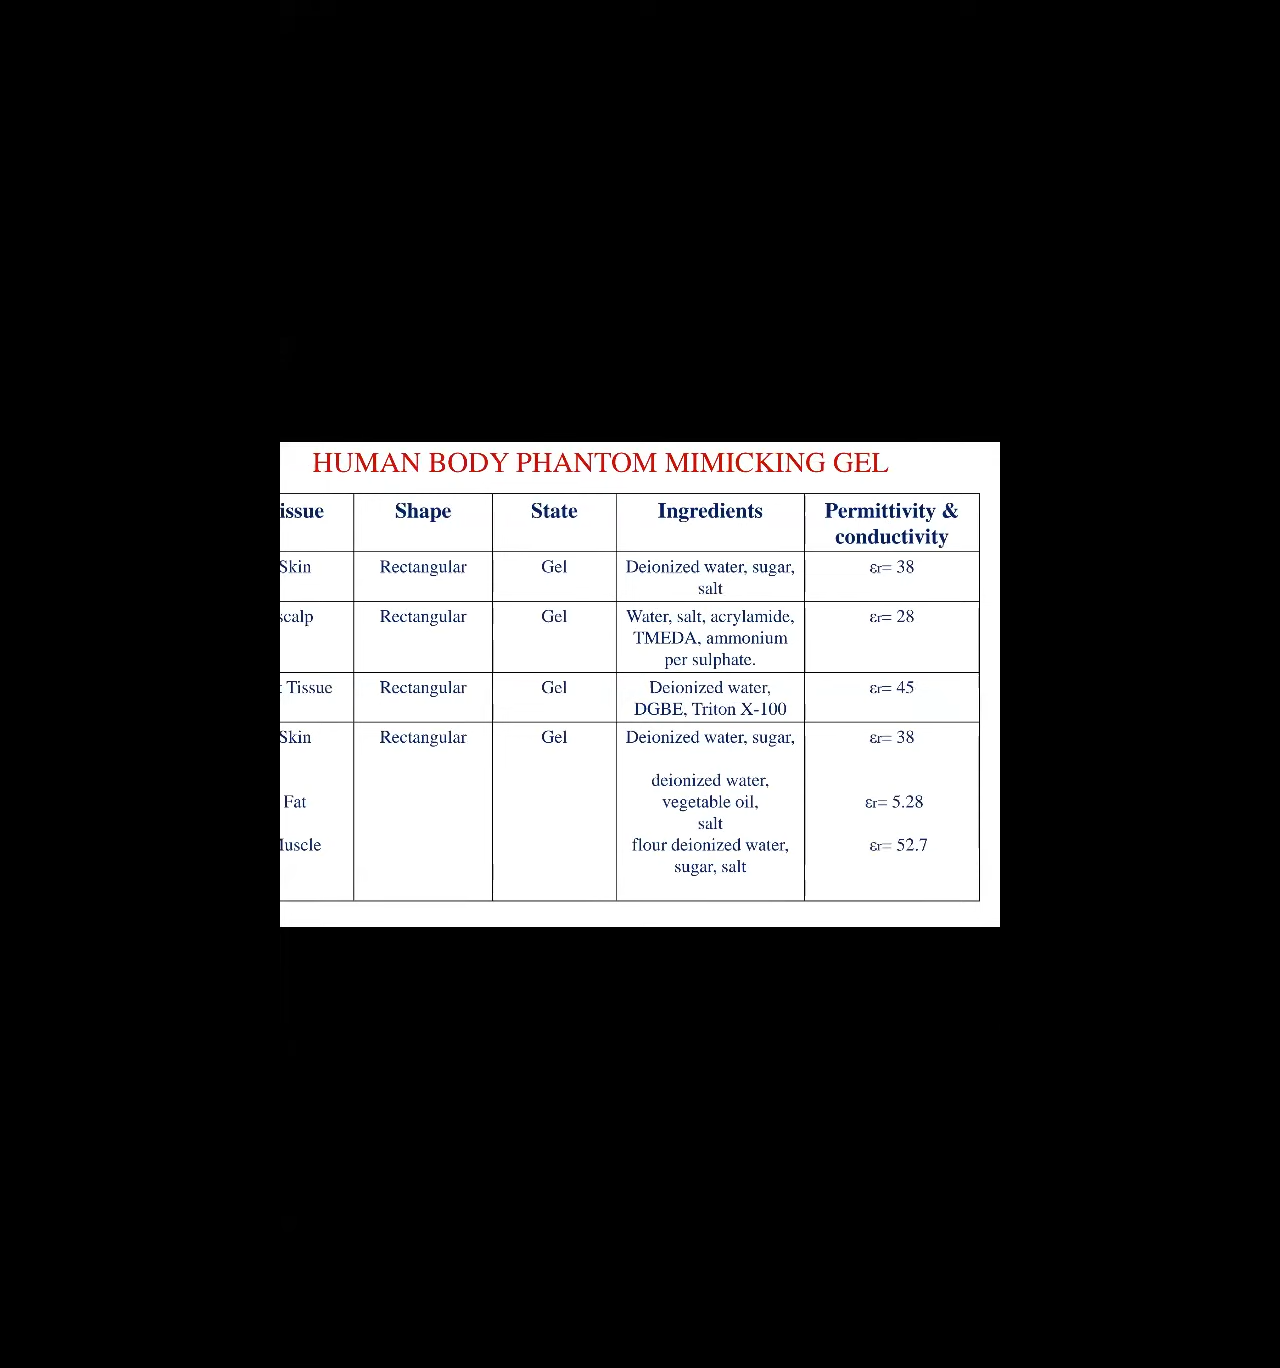 HUMAN BODY PHANTOM MIMICKING GEL
issue Shape State Ingredients Permittivity &
conductivity
Skin Rectangular Gel Deionized water, sugar, εr= 38
salt
scalp Rectangular Gel Water, salt, acrylamide, εr= 28
TMEDA, ammonium
per sulphate.
Tissue Rectangular Gel Deionized water, εr= 45
DGBE, Triton X-100
Skin Rectangular Gel Deionized water, sugar, εr= 38
deionized water,
Fat vegetable oil, εr= 5.28
salt
uscle flour deionized water, εr= 52.7
sugar, salt